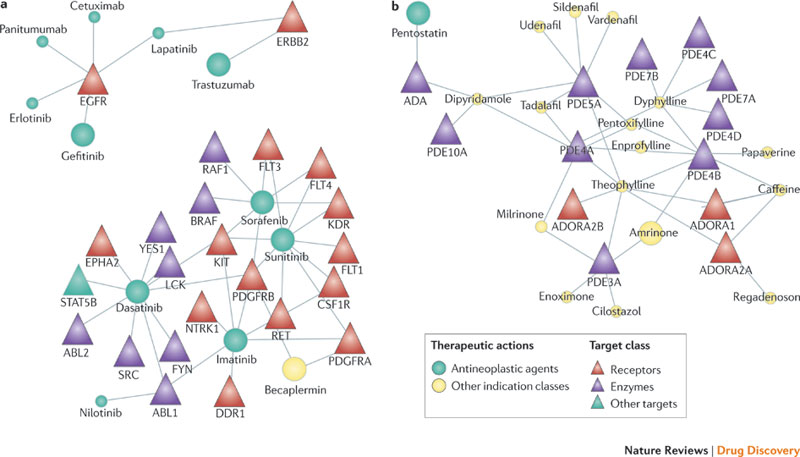 a
Cetuximab
Panitumumab
Lapatinib
ERBB2
Trastuzumab
EGFR
Erlotinib
Gefitinib
RAF1
FLT3
FLT4
Sorafenib
BRAF
KDR
YES1
Sunitinib
EPHA2
KIT
FLT1
LCK
STAT5B
PDGFRB
CSF1R
Dasatinib
NTRK1
RET
ABL2
SRC
FYN
Imatinib
PDGFRA
Becaplermin
Nilotinib
ABL1
DDR1
b
Sildenafil
Vardenafil
Pentostatin
Udenafil
PDE4C
PDE7B
ADA
Dipyridamole
PDE5A
Dyphylline
PDE7A
Tadalafil
Pentoxifylline
PDE4D
PDE10A
PDE4A
Enprofylline
Papaverine
PDE4B
Theophylline
Caffeine
Milrinone
ADORA2B
ADORA1
Amrinone
PDE3A
ADORA2A
Enoximone
Regadenoson
Cilostazol
Therapeutic actions
Antineoplastic agents
Other indication classes
Target class
Receptors
Enzymes
Other targets
Nature Reviews | Drug Discovery